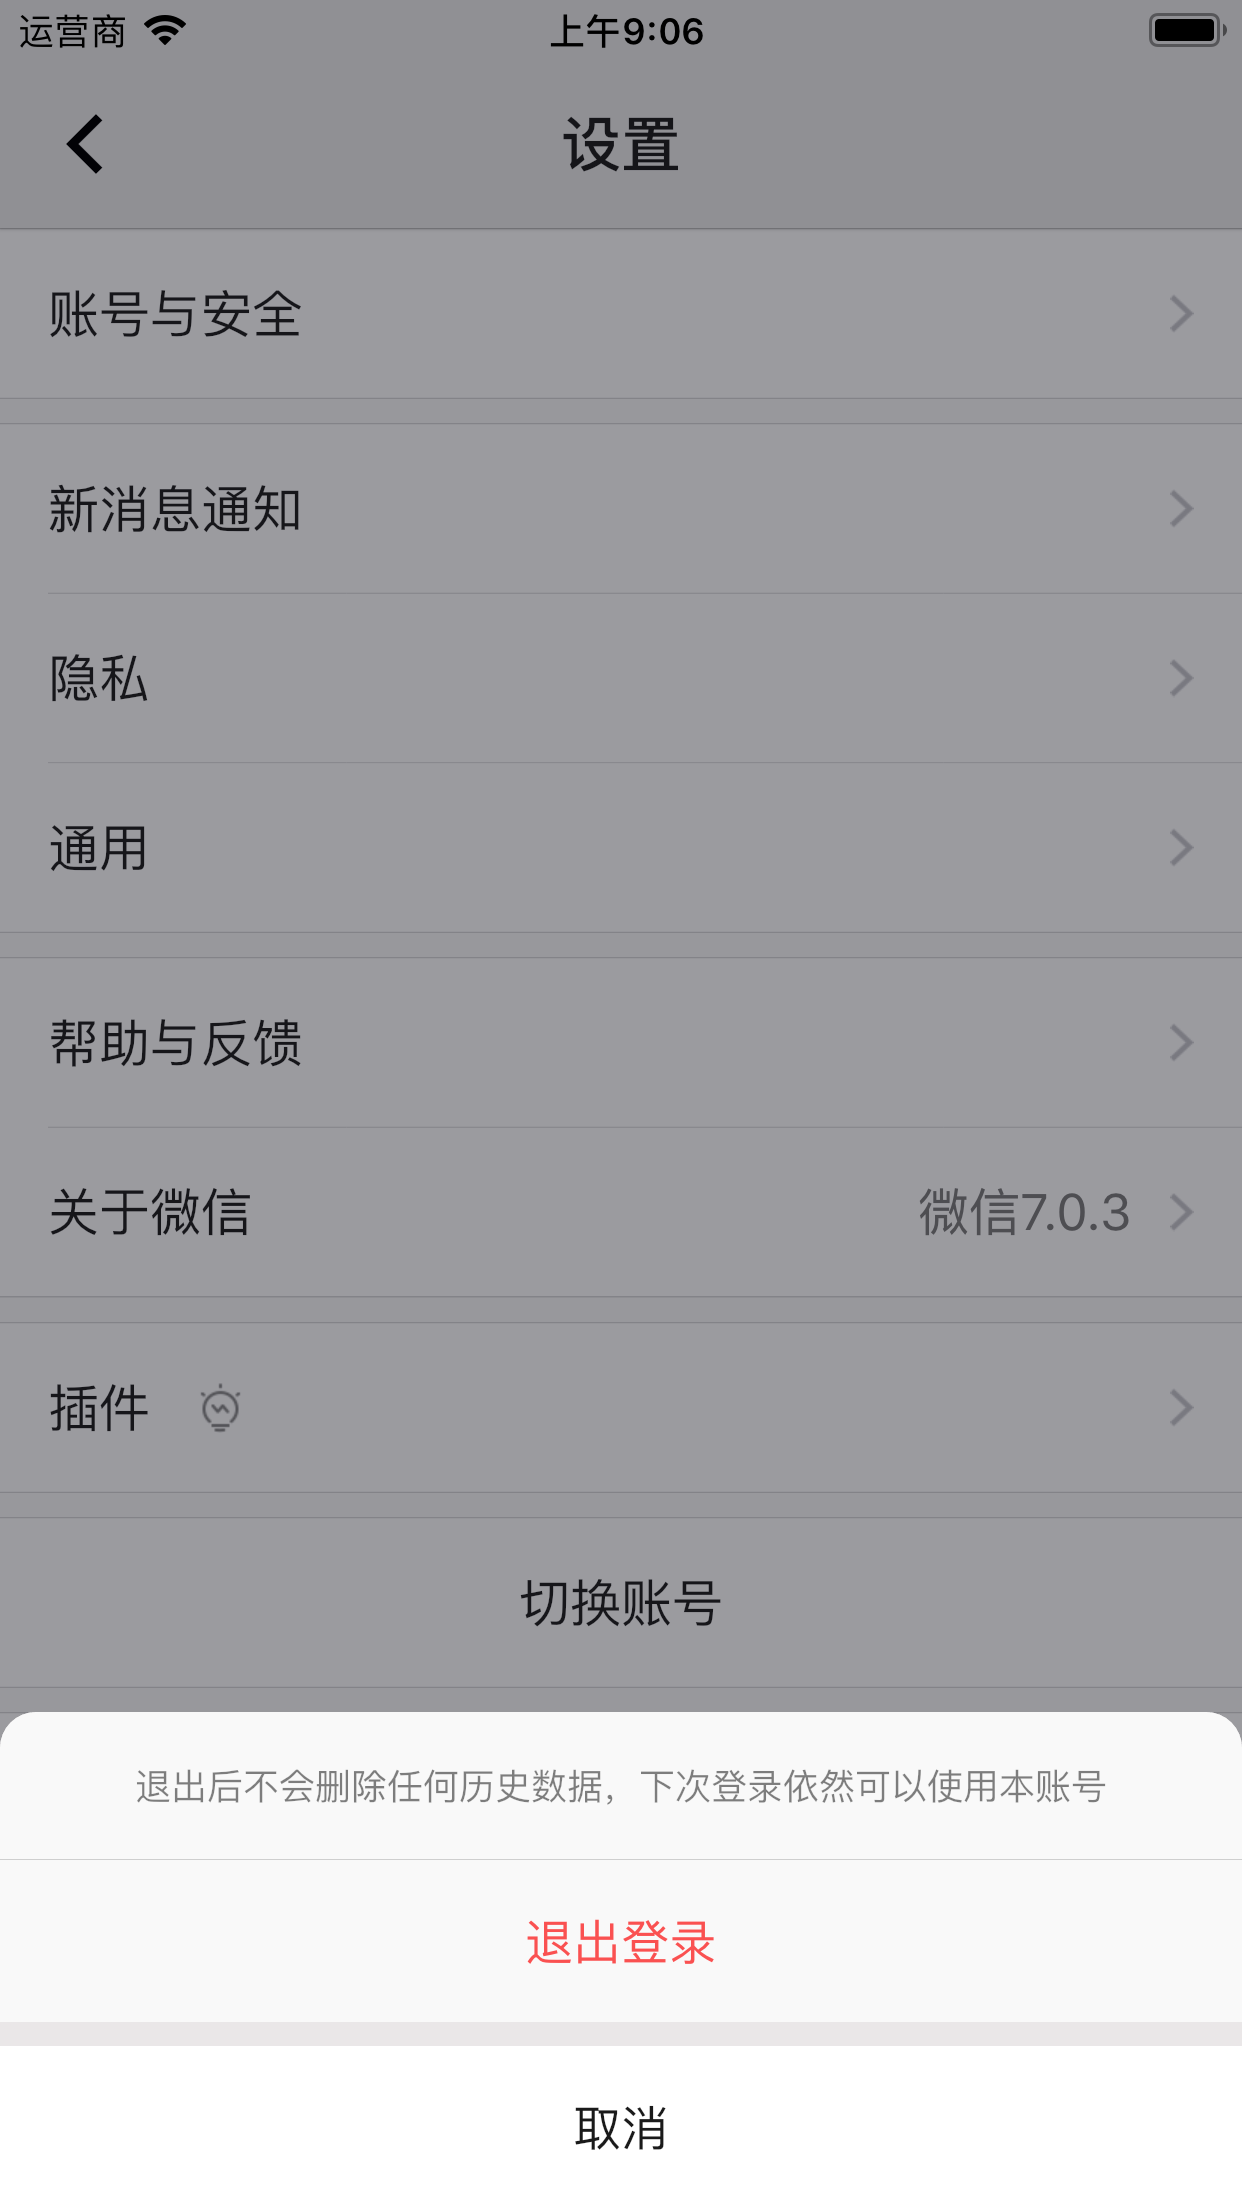 运营商 上午9:06
设置
账号与安全
新消息通知
隐私
通用
帮助与反馈
关于微信 微信7.0.3
插件
切换账号
退出后不会删除任何历史数据，下次登录依然可以使用本账号
退出登录
取消